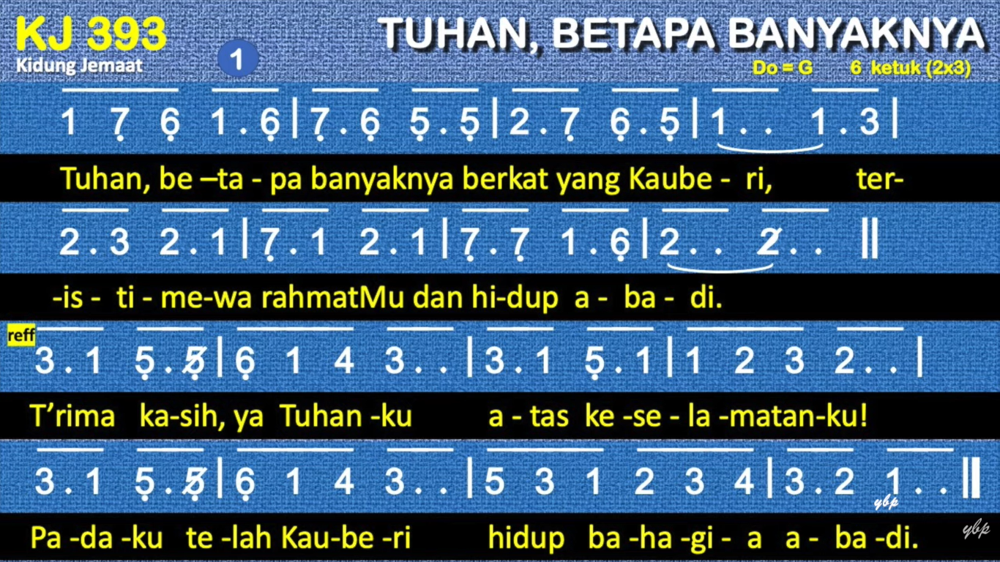 KJ 393
TUHAN, BETAPA BANYAKNYA
Kidung Jemaat
1
Do = G 6 ketuk (2x3)
1 7̣ 6̣ 1 . 6̣ | 7̣ . 6̣ 5̣ . 5̣ | 2 . 7̣ 6̣ . 5̣ | 1 . . 1 . 3 |
Tuhan, be –ta - pa banyaknya berkat yang Kaube - ri, ter-
2 . 3 2 . 1 | 7̣ . 1 2 . 1 | 7̣ . 7̣ 1 . 6̣ | 2 . . 2̸ . . ||
-is - ti - me-wa rahmatMu dan hi-dup a - ba - di.
reff
3 . 1 5̣ . 5̸̣ | 6̣ 1 4 3 . . | 3 . 1 5̣ . 1 | 1 2 3 2 . . |
T’rima ka-sih, ya Tuhan -ku a - tas ke -se - la -matan-ku!
3 . 1 5̣ . 5̸̣ | 6̣ 1 4 3 . . | 5 3 1 2 3 4 | 3 . 2 1 . . ||
ybp
Pa -da -ku te -lah Kau-be -ri hidup ba -ha -gi - a a - ba -di.
ybp